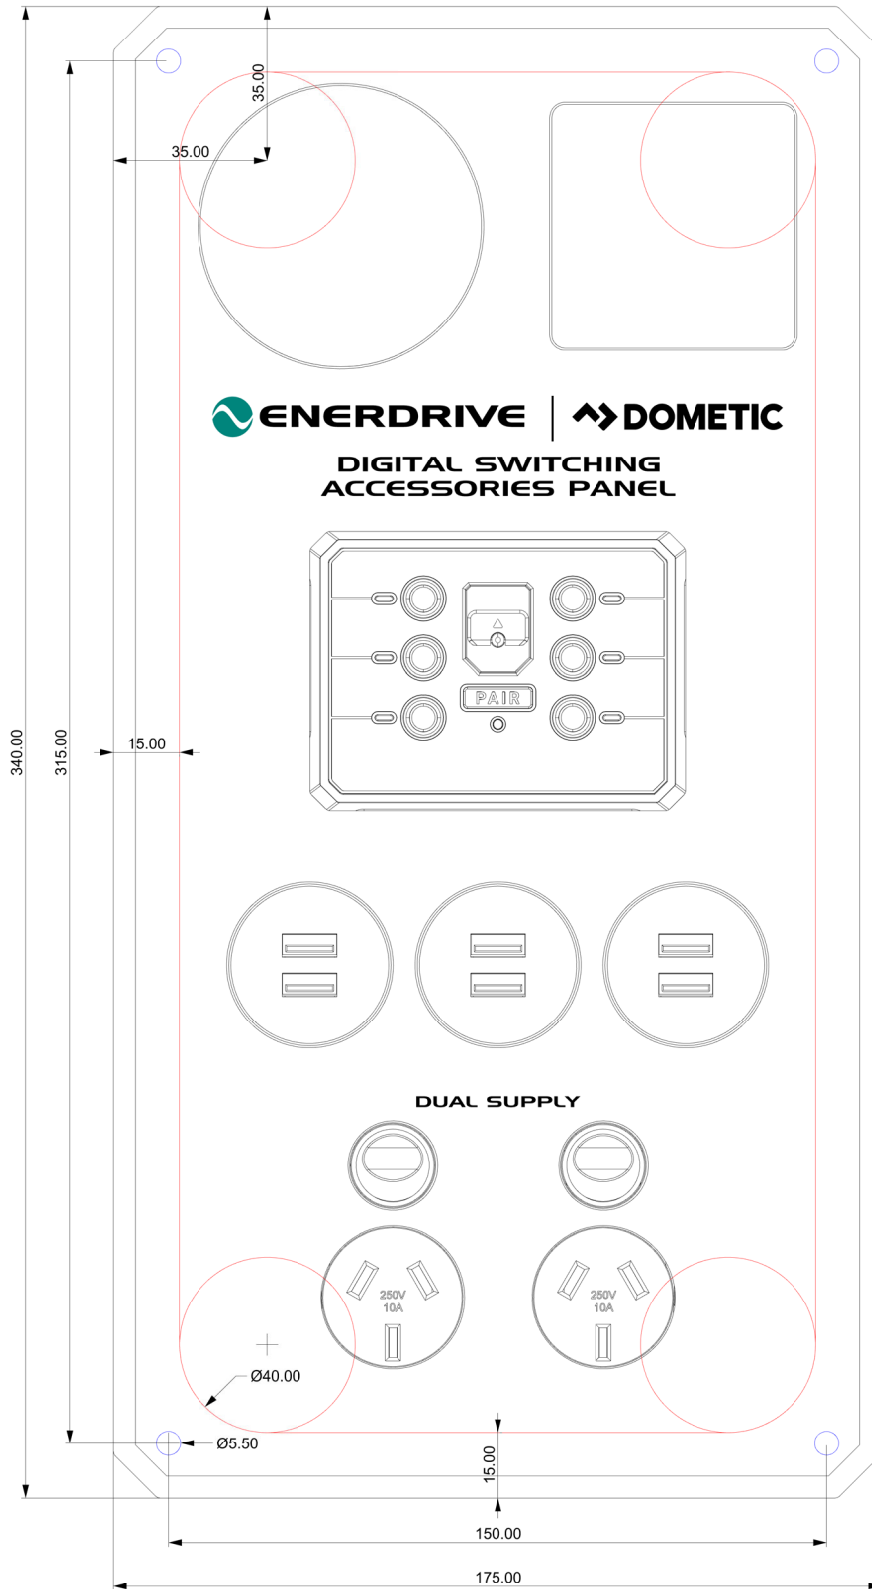 35.00
35.00
ENERDRIVE | DOMETIC
DIGITAL SWITCHING
ACCESSORIES PANEL
PAIR
340.00
315.00
15.00
DUAL SUPPLY
250V
10A
250V
10A
Ø40.00
Ø5.50
15.00
150.00
175.00